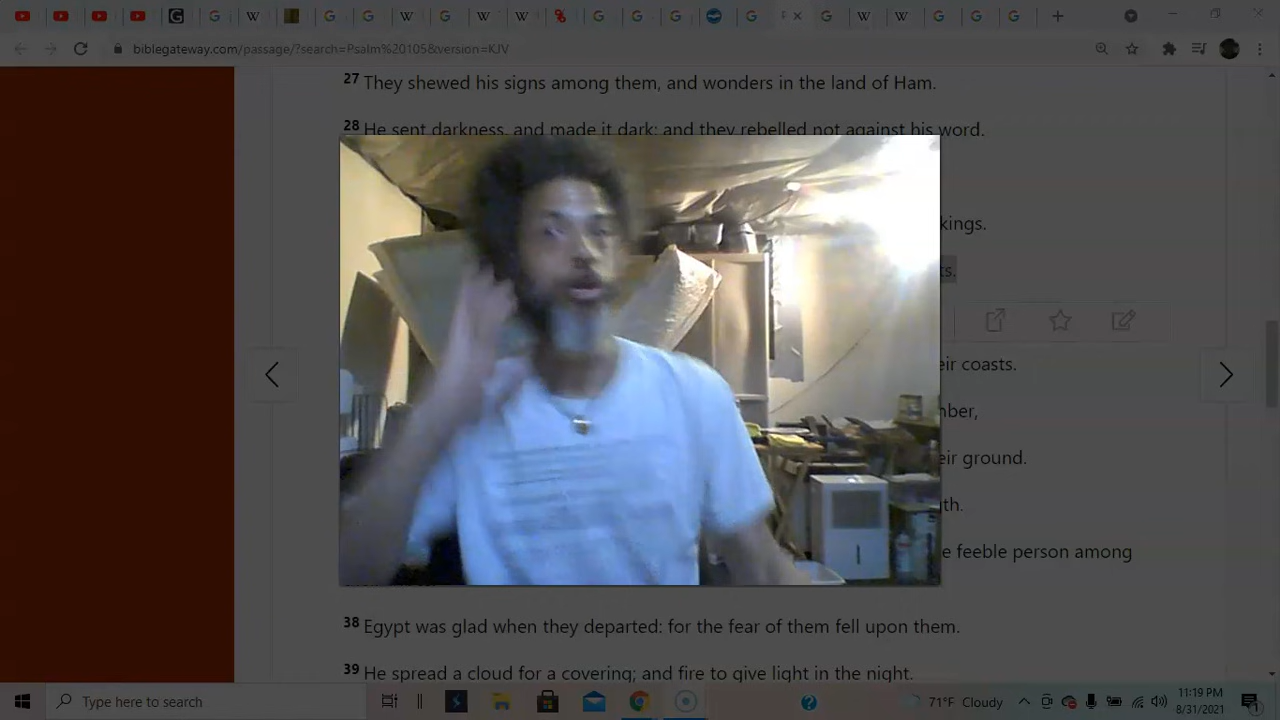 biblegateway.com/passage/?search=Psalm%20105&version=KJV
27 They shewed his signs among them, and wonders in the land of Ham.
28 He sent darkness, and made it dark; and they rebelled not against his word.
kings.
ts.
eir coasts.
nber,
eir ground.
gth.
e feeble person among
38 Egypt was glad when they departed: for the fear of them fell upon them.
39 He spread a cloud for a covering; and fire to give light in the night.
Type here to search
71°F Cloudy
11:19 PM
8/31/2021